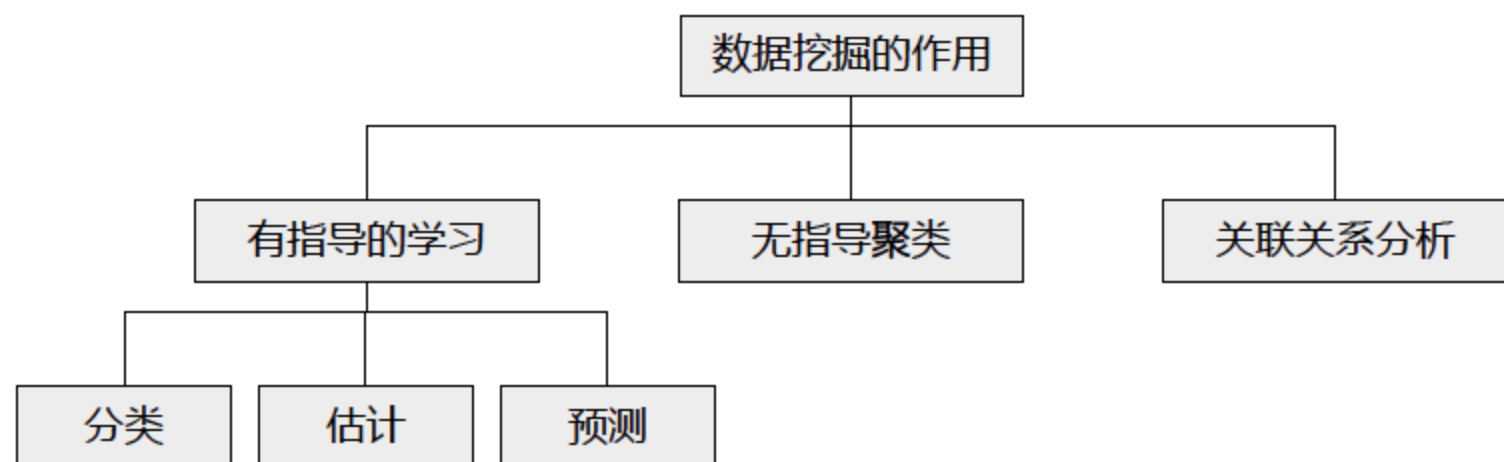 数据挖掘的作用
有指导的学习
无指导聚类
关联关系分析
分类
估计
预测